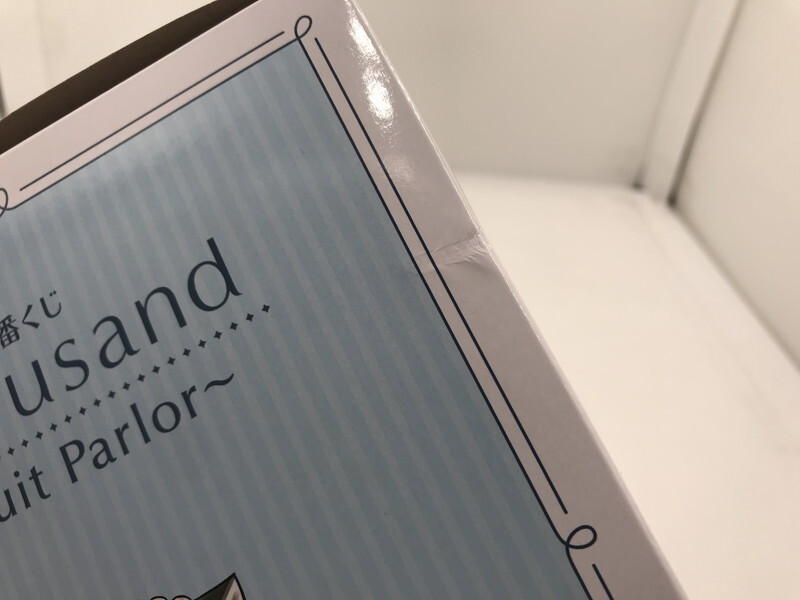 番くじ
usand
uit Parlor～